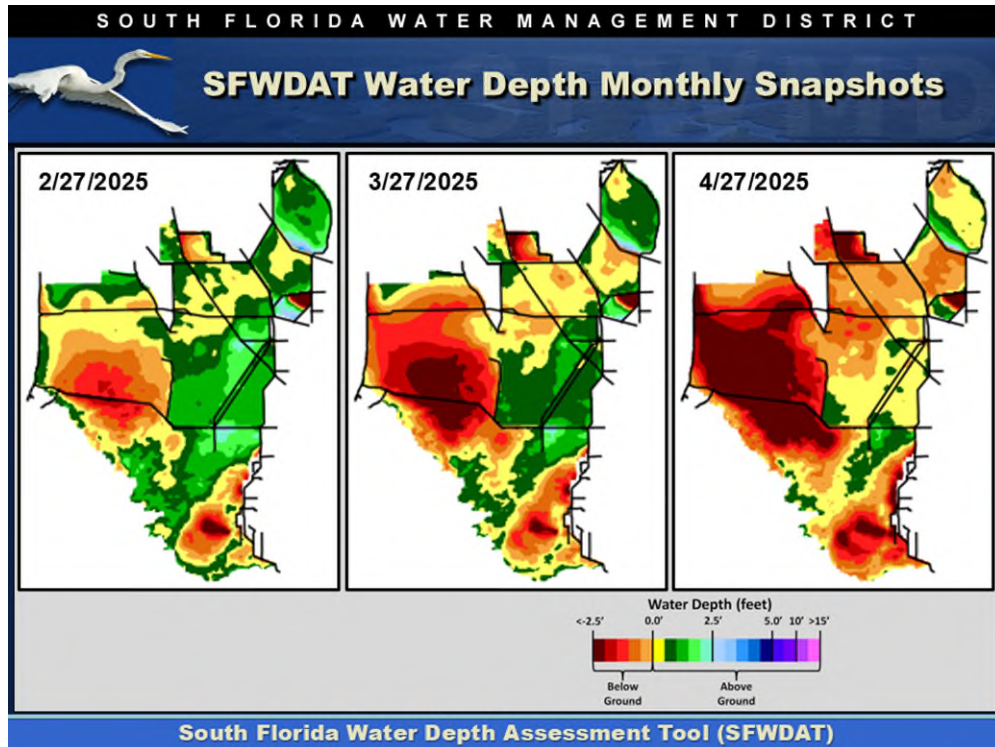 SOUTH FLORIDA WATER MANAGEMENT DISTRICT
SFWDAT Water Depth Monthly Snapshots
2/27/2025
3/27/2025
4/27/2025
Water Depth (feet)
<-2.5' 0.0' 2.5' 5.0' 10' >15'
Below
Ground
Above
Ground
South Florida Water Depth Assessment Tool (SFWDAT)